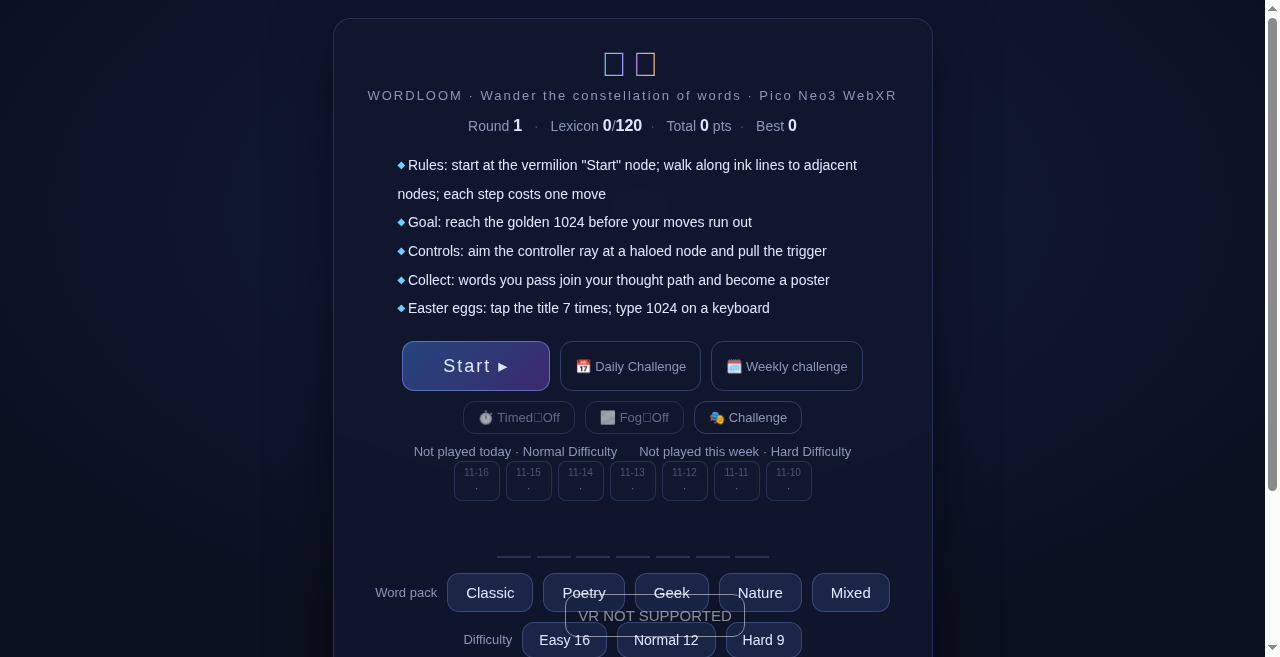 WORDLOOM · Wander the constellation of words · Pico Neo3 WebXR
Round 1 · Lexicon 0/120 · Total 0 pts · Best 0
◆ Rules: start at the vermilion "Start" node; walk along ink lines to adjacent
nodes; each step costs one move
◆ Goal: reach the golden 1024 before your moves run out
◆ Controls: aim the controller ray at a haloed node and pull the trigger
◆ Collect: words you pass join your thought path and become a poster
◆ Easter eggs: tap the title 7 times; type 1024 on a keyboard
Start ▸ 📅 Daily Challenge 🗓️ Weekly challenge
⏱️ Timed□Off 🌫️ Fog□Off 🎭 Challenge
Not played today · Normal Difficulty Not played this week · Hard Difficulty
11-16 11-15 11-14 11-13 11-12 11-11 11-10
· · · · · · ·
Word pack Classic Poetry Geek Nature Mixed
VR NOT SUPPORTED
Difficulty Easy 16 Normal 12 Hard 9